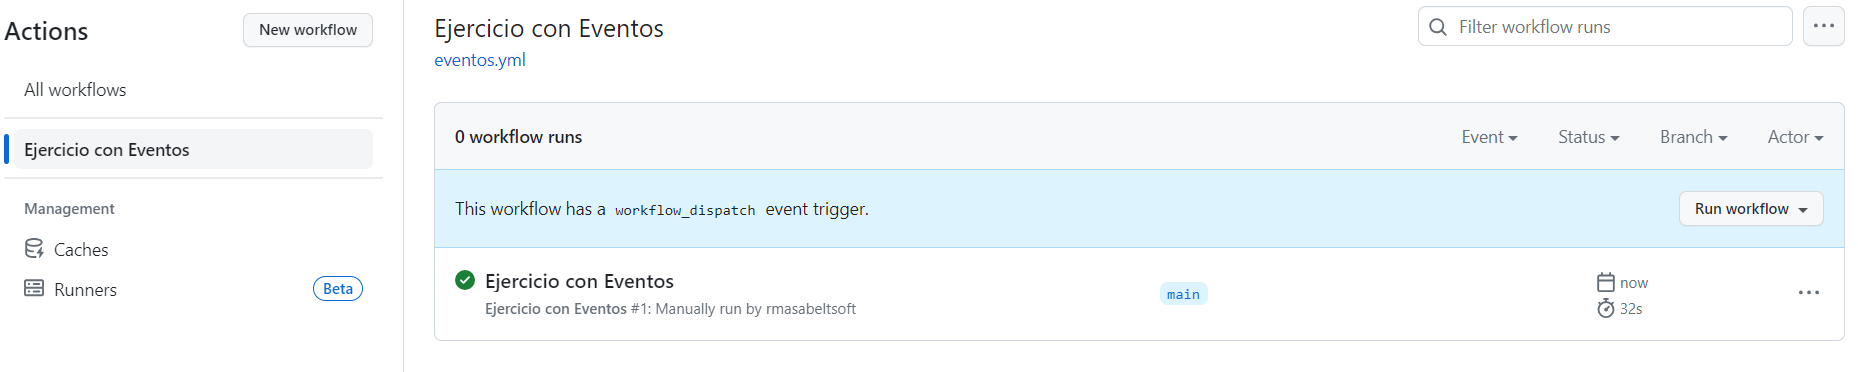 Actions
New workflow
All workflows
Ejercicio con Eventos
Management
Caches
Runners
Beta
Ejercicio con Eventos
eventos.yml
Filter workflow runs
0 workflow runs
Event
Status
Branch
Actor
This workflow has a workflow_dispatch event trigger.
Run workflow
Ejercicio con Eventos
Ejercicio con Eventos #1: Manually run by rmasabeltsoft
main
now
32s